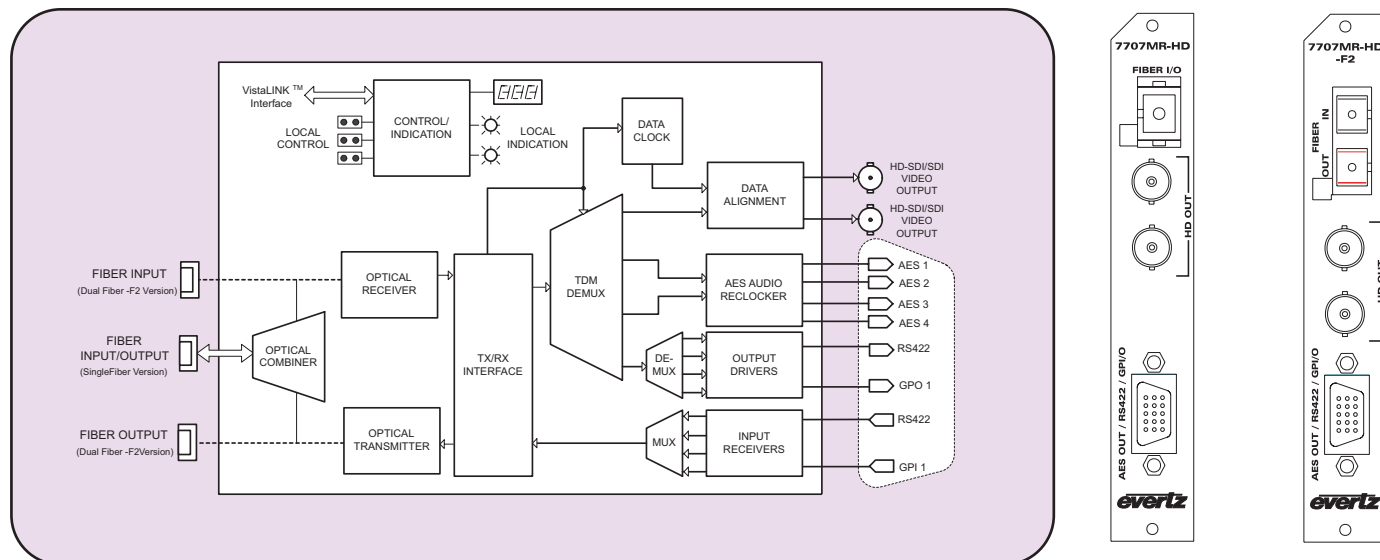 VistaLINK ™
Interface
LOCAL
CONTROL
CONTROL/
INDICATION
LOCAL
INDICATION
DATA
CLOCK
DATA
ALIGNMENT
HD-SDI/SDI
VIDEO
OUTPUT
HD-SDI/SDI
VIDEO
OUTPUT
FIBER INPUT
(Dual Fiber -F2 Version)
OPTICAL
RECEIVER
TDM
DEMUX
AES AUDIO
RECLOCKER
AES 1
AES 2
AES 3
AES 4
FIBER
INPUT/OUTPUT
(SingleFiber Version)
OPTICAL
COMBINER
TX/RX
INTERFACE
DE-
MUX
OUTPUT
DRIVERS
RS422
GPO 1
FIBER OUTPUT
(Dual Fiber -F2Version)
OPTICAL
TRANSMITTER
MUX
INPUT
RECEIVERS
RS422
GPI 1
7707MR-HD
FIBER I/O
HD OUT
AES OUT / RS422 / GPI/O
evertz
7707MR-HD
-F2
FIBER
IN
OUT
HD OUT
AES OUT / RS422 / GPI/O
evertz